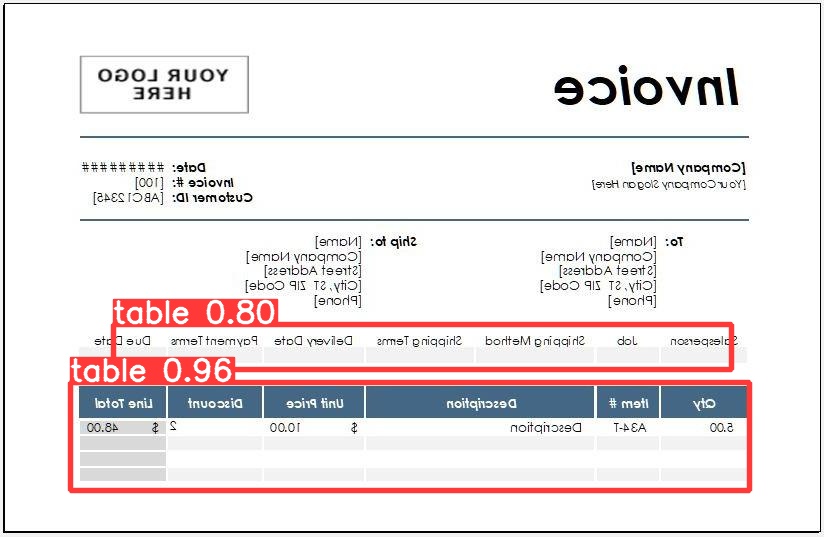 Invoice
YOUR LOGO
HERE
[Company Name]
[Your Company Slogan Here]
Date: #########
Invoice #: [100]
Customer ID: [ABC12345]
To: [Name]
[Company Name]
[Street Address]
[City, ST ZIP Code]
[Phone]
Ship to: [Name]
[Company Name]
[Street Address]
[City, ST ZIP Code]
[Phone]
table 0.80
Salesperson Job Shipping Method Shipping Terms Delivery Date Payment Terms Due Date
table 0.96
Qty Item # Description Unit Price Discount Line Total
5.00 A34-T Description $ 10.00 2 $ 48.00